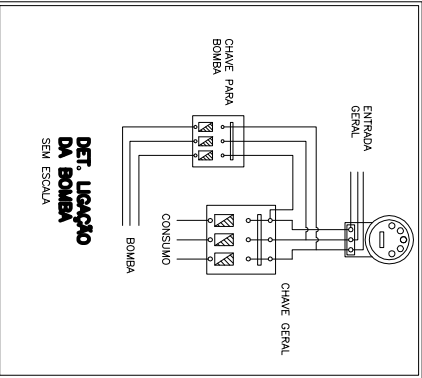 ENTRADA
GERAL
CHAVE PARA
BOMBA
CHAVE GERAL
CONSUMO
BOMBA
DET. LIGAÇÃO
DA BOMBA
SEM ESCALA